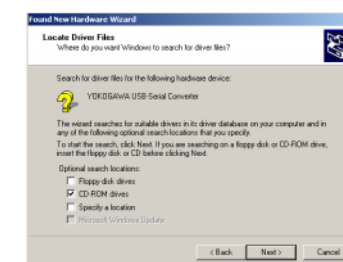 Found New Hardware Wizard
Locate Driver Files
Where do you want Windows to search for driver files?
Search for driver files for the following hardware device:
YOKOGAWA USB-Serial Converter
The wizard searches for suitable drivers in its driver database on your computer and in
any of the following optional search locations that you specify.
To start the search, click Next. If you are searching on a floppy disk or CD-ROM drive,
insert the floppy disk or CD before clicking Next.
Optional search locations:
Floppy disk drives
CD-ROM drives
Specify a location
Microsoft Windows Update
< Back
Next >
Cancel